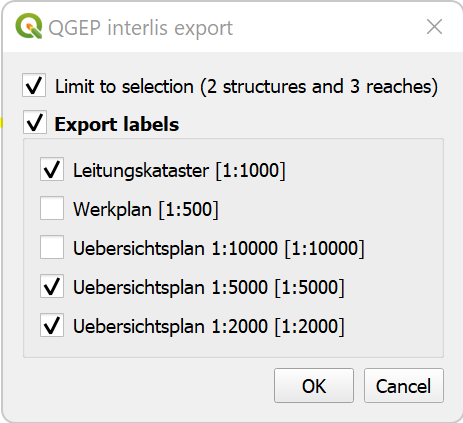 QGEP interlis export
Limit to selection (2 structures and 3 reaches)
Export labels
Leitungskataster [1:1000]
Werkplan [1:500]
Uebersichtsplan 1:10000 [1:10000]
Uebersichtsplan 1:5000 [1:5000]
Uebersichtsplan 1:2000 [1:2000]
OK Cancel